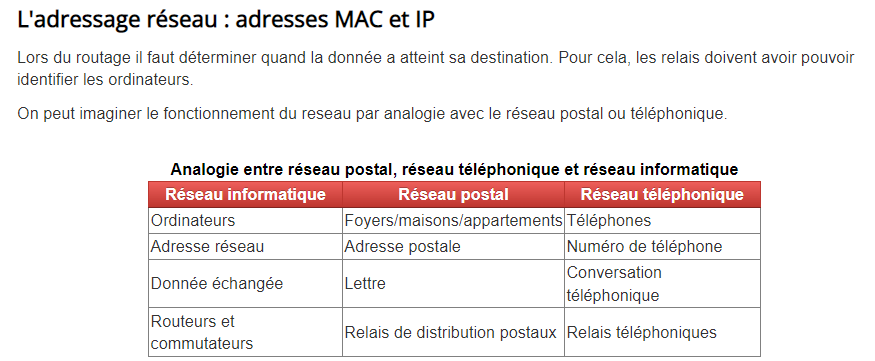 L'adressage réseau : adresses MAC et IP
Lors du routage il faut déterminer quand la donnée a atteint sa destination. Pour cela, les relais doivent avoir pouvoir
identifier les ordinateurs.
On peut imaginer le fonctionnement du reseau par analogie avec le réseau postal ou téléphonique.
Analogie entre réseau postal, réseau téléphonique et réseau informatique
Réseau informatique Réseau postal Réseau téléphonique
Ordinateurs Foyers/maisons/appartements Téléphones
Adresse réseau Adresse postale Numéro de téléphone
Donnée échangée Lettre Conversation
téléphonique
Routeurs et
commutateurs Relais de distribution postaux Relais téléphoniques